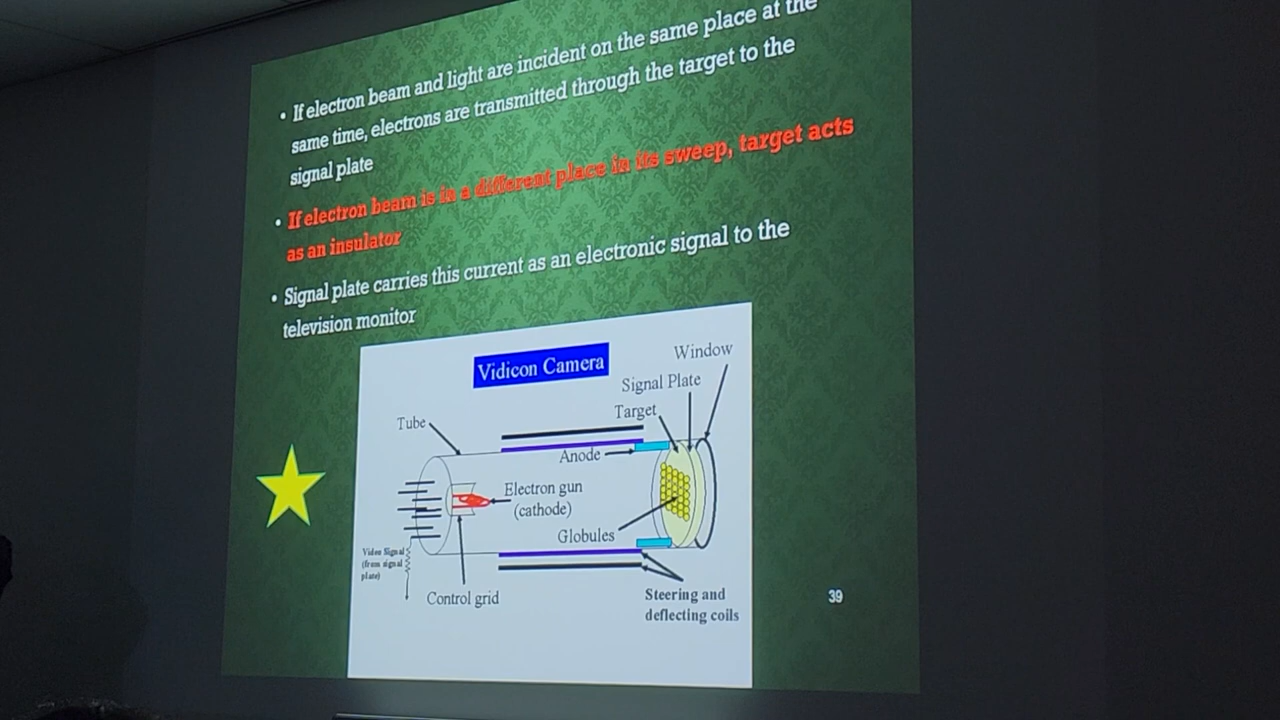 • If electron beam and light are incident on the same place at the
same time, electrons are transmitted through the target to the
signal plate
• If electron beam is in a different place in its sweep, target acts
as an insulator
• Signal plate carries this current as an electronic signal to the
television monitor
Vidicon Camera
Window
Signal Plate
Target
Tube
Anode
Electron gun
(cathode)
Globules
Video Signal
(from signal
plate)
Control grid
Steering and
deflecting coils
39